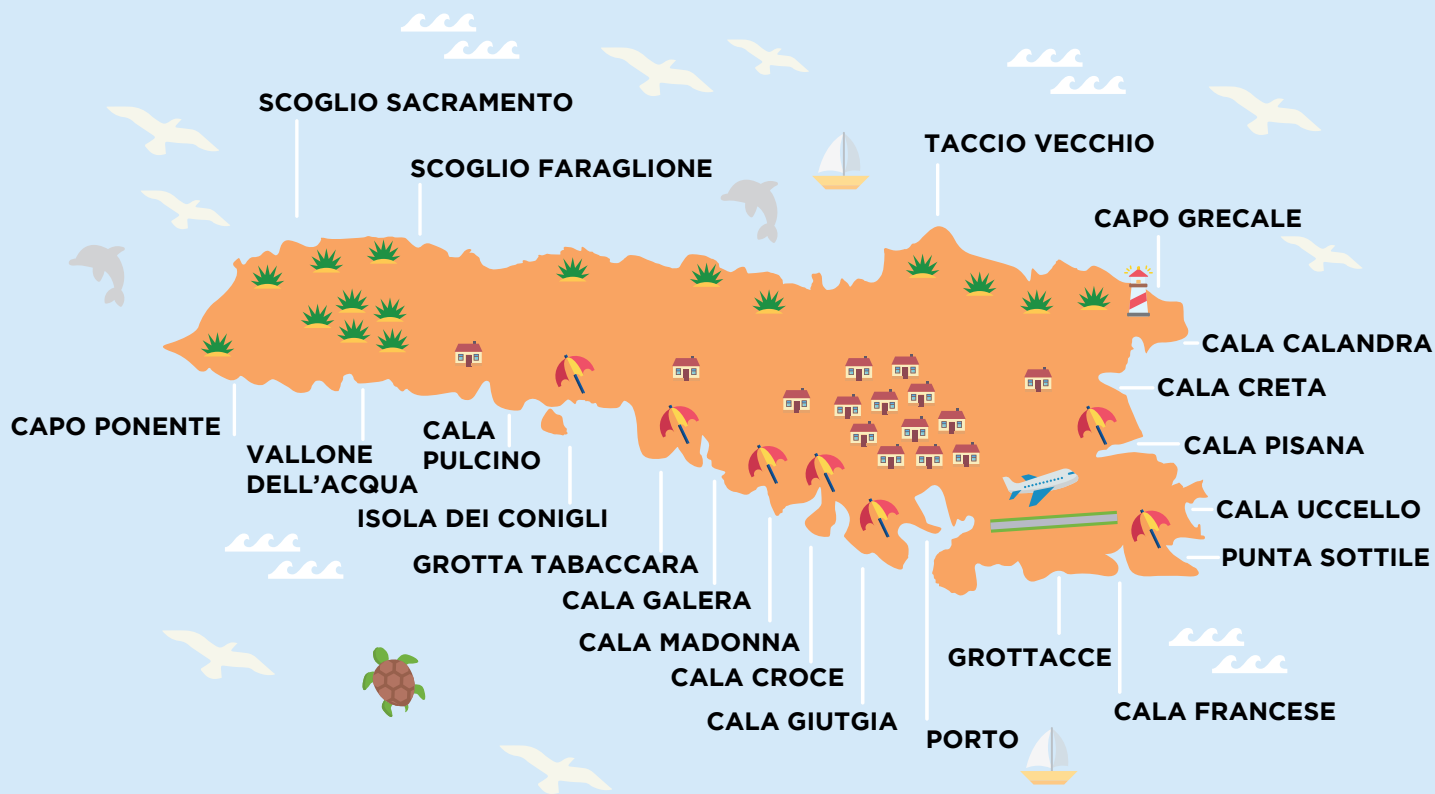 SCOGLIO SACRAMENTO
SCOGLIO FARAGLIONE
TACCIO VECCHIO
CAPO GRECALE
CALA CALANDRA
CALA CRETA
CAPO PONENTE
CALA
PULCINO
CALA PISANA
VALLONE
DELL'ACQUA
ISOLA DEI CONIGLI
CALA UCCELLO
GROTTA TABACCARA
PUNTA SOTTILE
CALA GALERA
CALA MADONNA
GROTTACCE
CALA CROCE
CALA GIUTGIA
CALA FRANCESE
PORTO